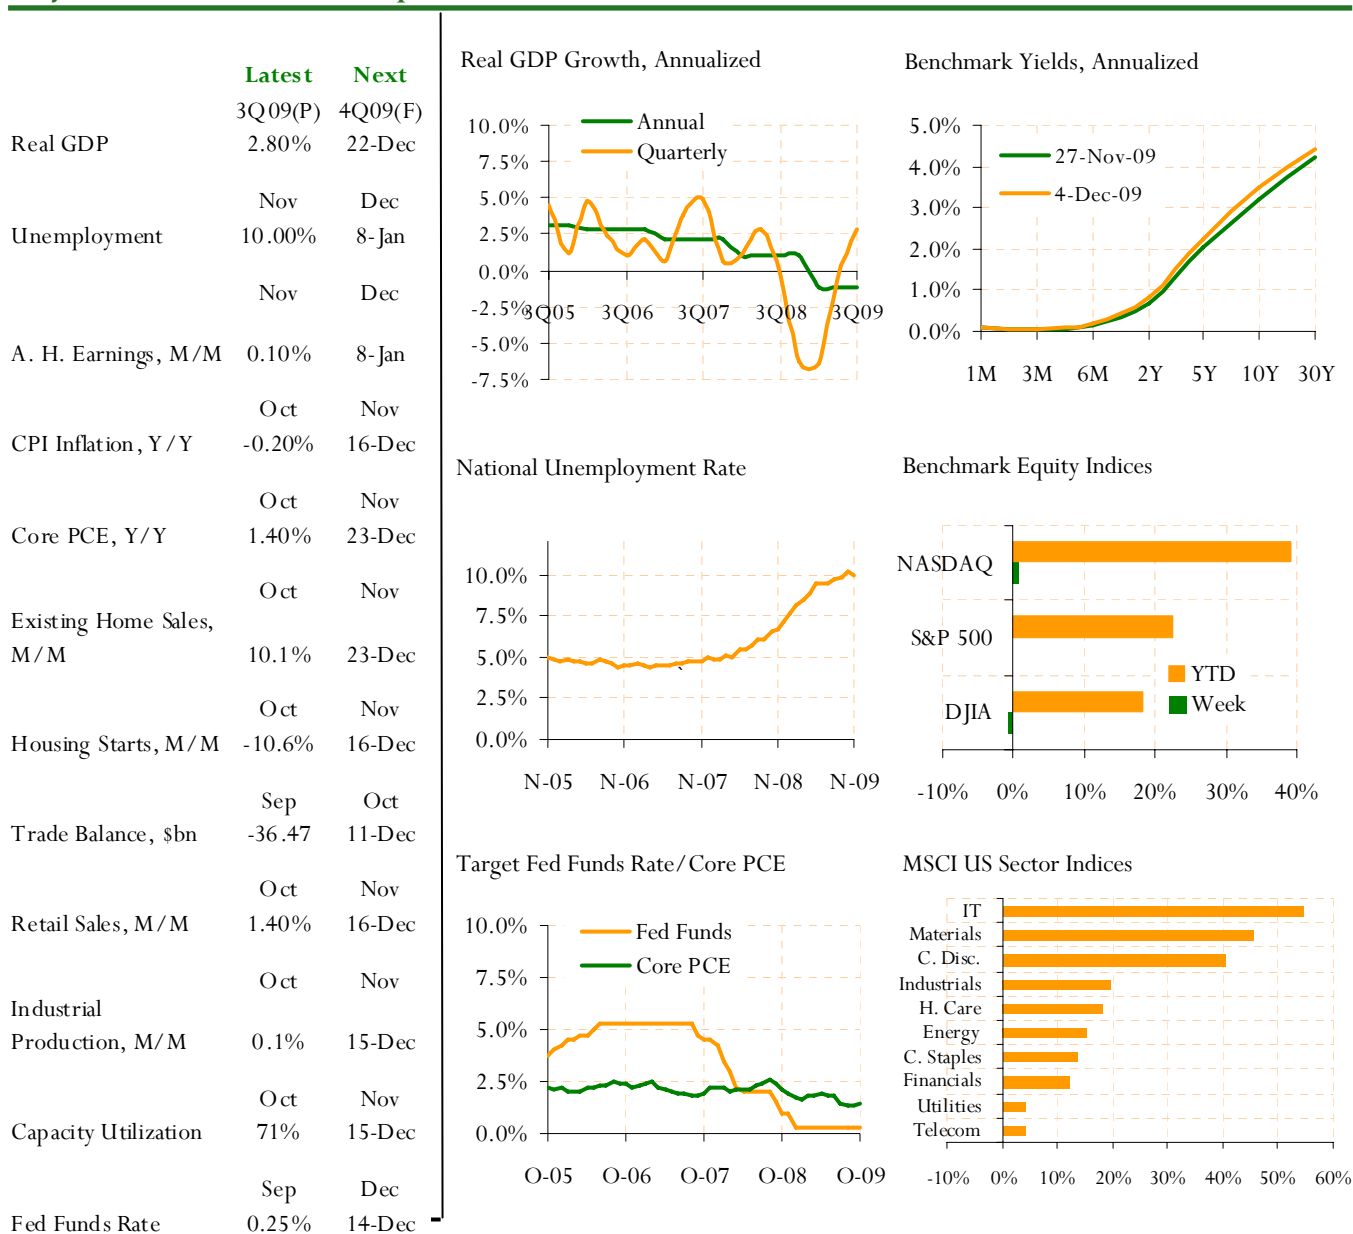 Latest Next
3Q09(P) 4Q09(F)
Real GDP 2.80% 22-Dec
Nov Dec
Unemployment 10.00% 8-Jan
Nov Dec
A. H. Earnings, M/M 0.10% 8-Jan
Oct Nov
CPI Inflation, Y/Y -0.20% 16-Dec
Oct Nov
Core PCE, Y/Y 1.40% 23-Dec
Oct Nov
Existing Home Sales,
M/M 10.1% 23-Dec
Oct Nov
Housing Starts, M/M -10.6% 16-Dec
Sep Oct
Trade Balance, $bn -36.47 11-Dec
Oct Nov
Retail Sales, M/M 1.40% 16-Dec
Oct Nov
Industrial
Production, M/M 0.1% 15-Dec
Oct Nov
Capacity Utilization 71% 15-Dec
Sep Dec
Fed Funds Rate 0.25% 14-Dec
Real GDP Growth, Annualized
Annual
Quarterly
10.0%
7.5%
5.0%
2.5%
0.0%
-2.5%
-5.0%
-7.5%
3Q05 3Q06 3Q07 3Q08 3Q09
Benchmark Yields, Annualized
27-Nov-09
4-Dec-09
5.0%
4.0%
3.0%
2.0%
1.0%
0.0%
1M 3M 6M 2Y 5Y 10Y 30Y
National Unemployment Rate
10.0%
7.5%
5.0%
2.5%
0.0%
N-05 N-06 N-07 N-08 N-09
Benchmark Equity Indices
NASDAQ
S&P 500
DJIA
YTD
Week
-10% 0% 10% 20% 30% 40%
Target Fed Funds Rate/Core PCE
Fed Funds
Core PCE
10.0%
7.5%
5.0%
2.5%
0.0%
O-05 O-06 O-07 O-08 O-09
MSCI US Sector Indices
IT
Materials
C. Disc.
Industrials
H. Care
Energy
C. Staples
Financials
Utilities
Telecom
-10% 0% 10% 20% 30% 40% 50% 60%